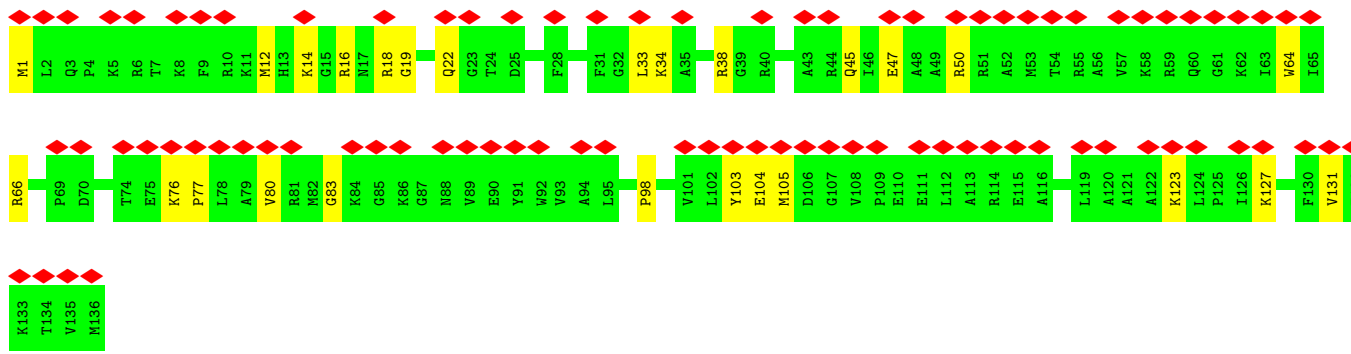 M1 L2 Q3 P4 K5 R6 T7 K8 F9 R10 K11 M12 H13 K14 G15 R16 N17 R18 G19 Q22 G23 T24 D25 F28 F31 G32 L33 K34 A35 R38 G39 R40 A43 R44 Q45 I46 E47 A48 A49 R50 R51 A52 M53 T54 R55 A56 V57 K58 R59 Q60 G61 K62 I63 W64 I65
R66 P69 D70 T74 E75 K76 P77 L78 A79 V80 R81 M82 G83 K84 G85 K86 G87 N88 V89 E90 Y91 W92 V93 A94 L95 P98 V101 L102 Y103 E104 M105 D106 G107 V108 P109 E110 E111 L112 A113 R114 E115 A116 L119 A120 A121 A122 K123 L124 P125 I126 K127 F130 V131
K133 T134 V135 M136